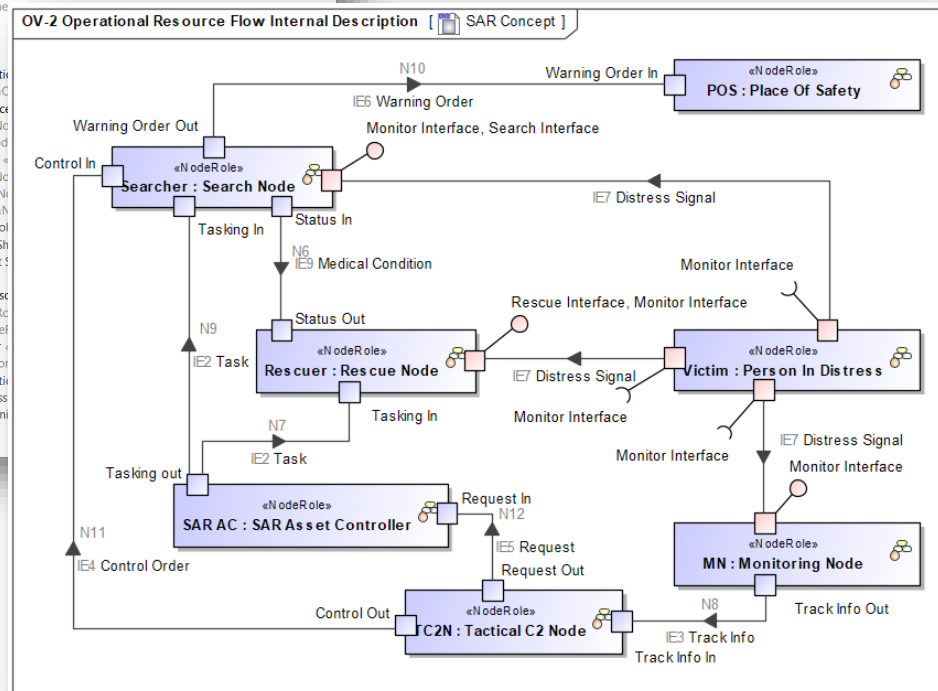 OV-2 Operational Resource Flow Internal Description [ SAR Concept ]
N10
Warning Order In
«NodeRole»
POS : Place Of Safety
IE6 Warning Order
Warning Order Out
Monitor Interface, Search Interface
Control In
«NodeRole»
Searcher : Search Node
IE7 Distress Signal
Status In
Tasking In
N6
IE9 Medical Condition
Monitor Interface
Rescue Interface, Monitor Interface
Status Out
N9
IE2 Task
«NodeRole»
Rescuer : Rescue Node
«NodeRole»
Victim : Person In Distress
IE7 Distress Signal
Monitor Interface
Tasking In
N7
IE2 Task
Monitor Interface
IE7 Distress Signal
Monitor Interface
Tasking out
«NodeRole»
SAR AC : SAR Asset Controller
Request In
N12
IE5 Request
Request Out
N11
IE4 Control Order
«NodeRole»
MN : Monitoring Node
Control Out
«NodeRole»
TC2N : Tactical C2 Node
N8
Track Info Out
IE3 Track Info
Track Info In